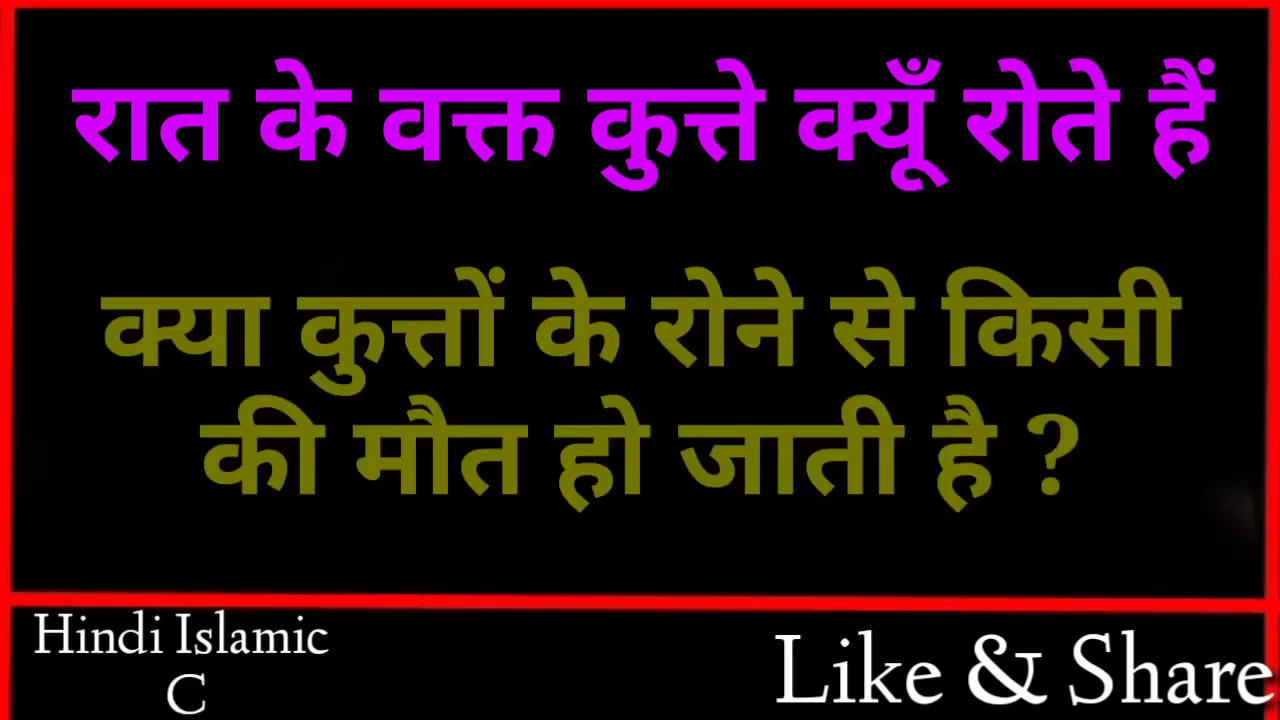 रात के वक्त कुत्ते क्यूँ रोते हैं
क्या कुत्तों के रोने से किसी
की मौत हो जाती है ?
Hindi Islamic
C
Like & Share